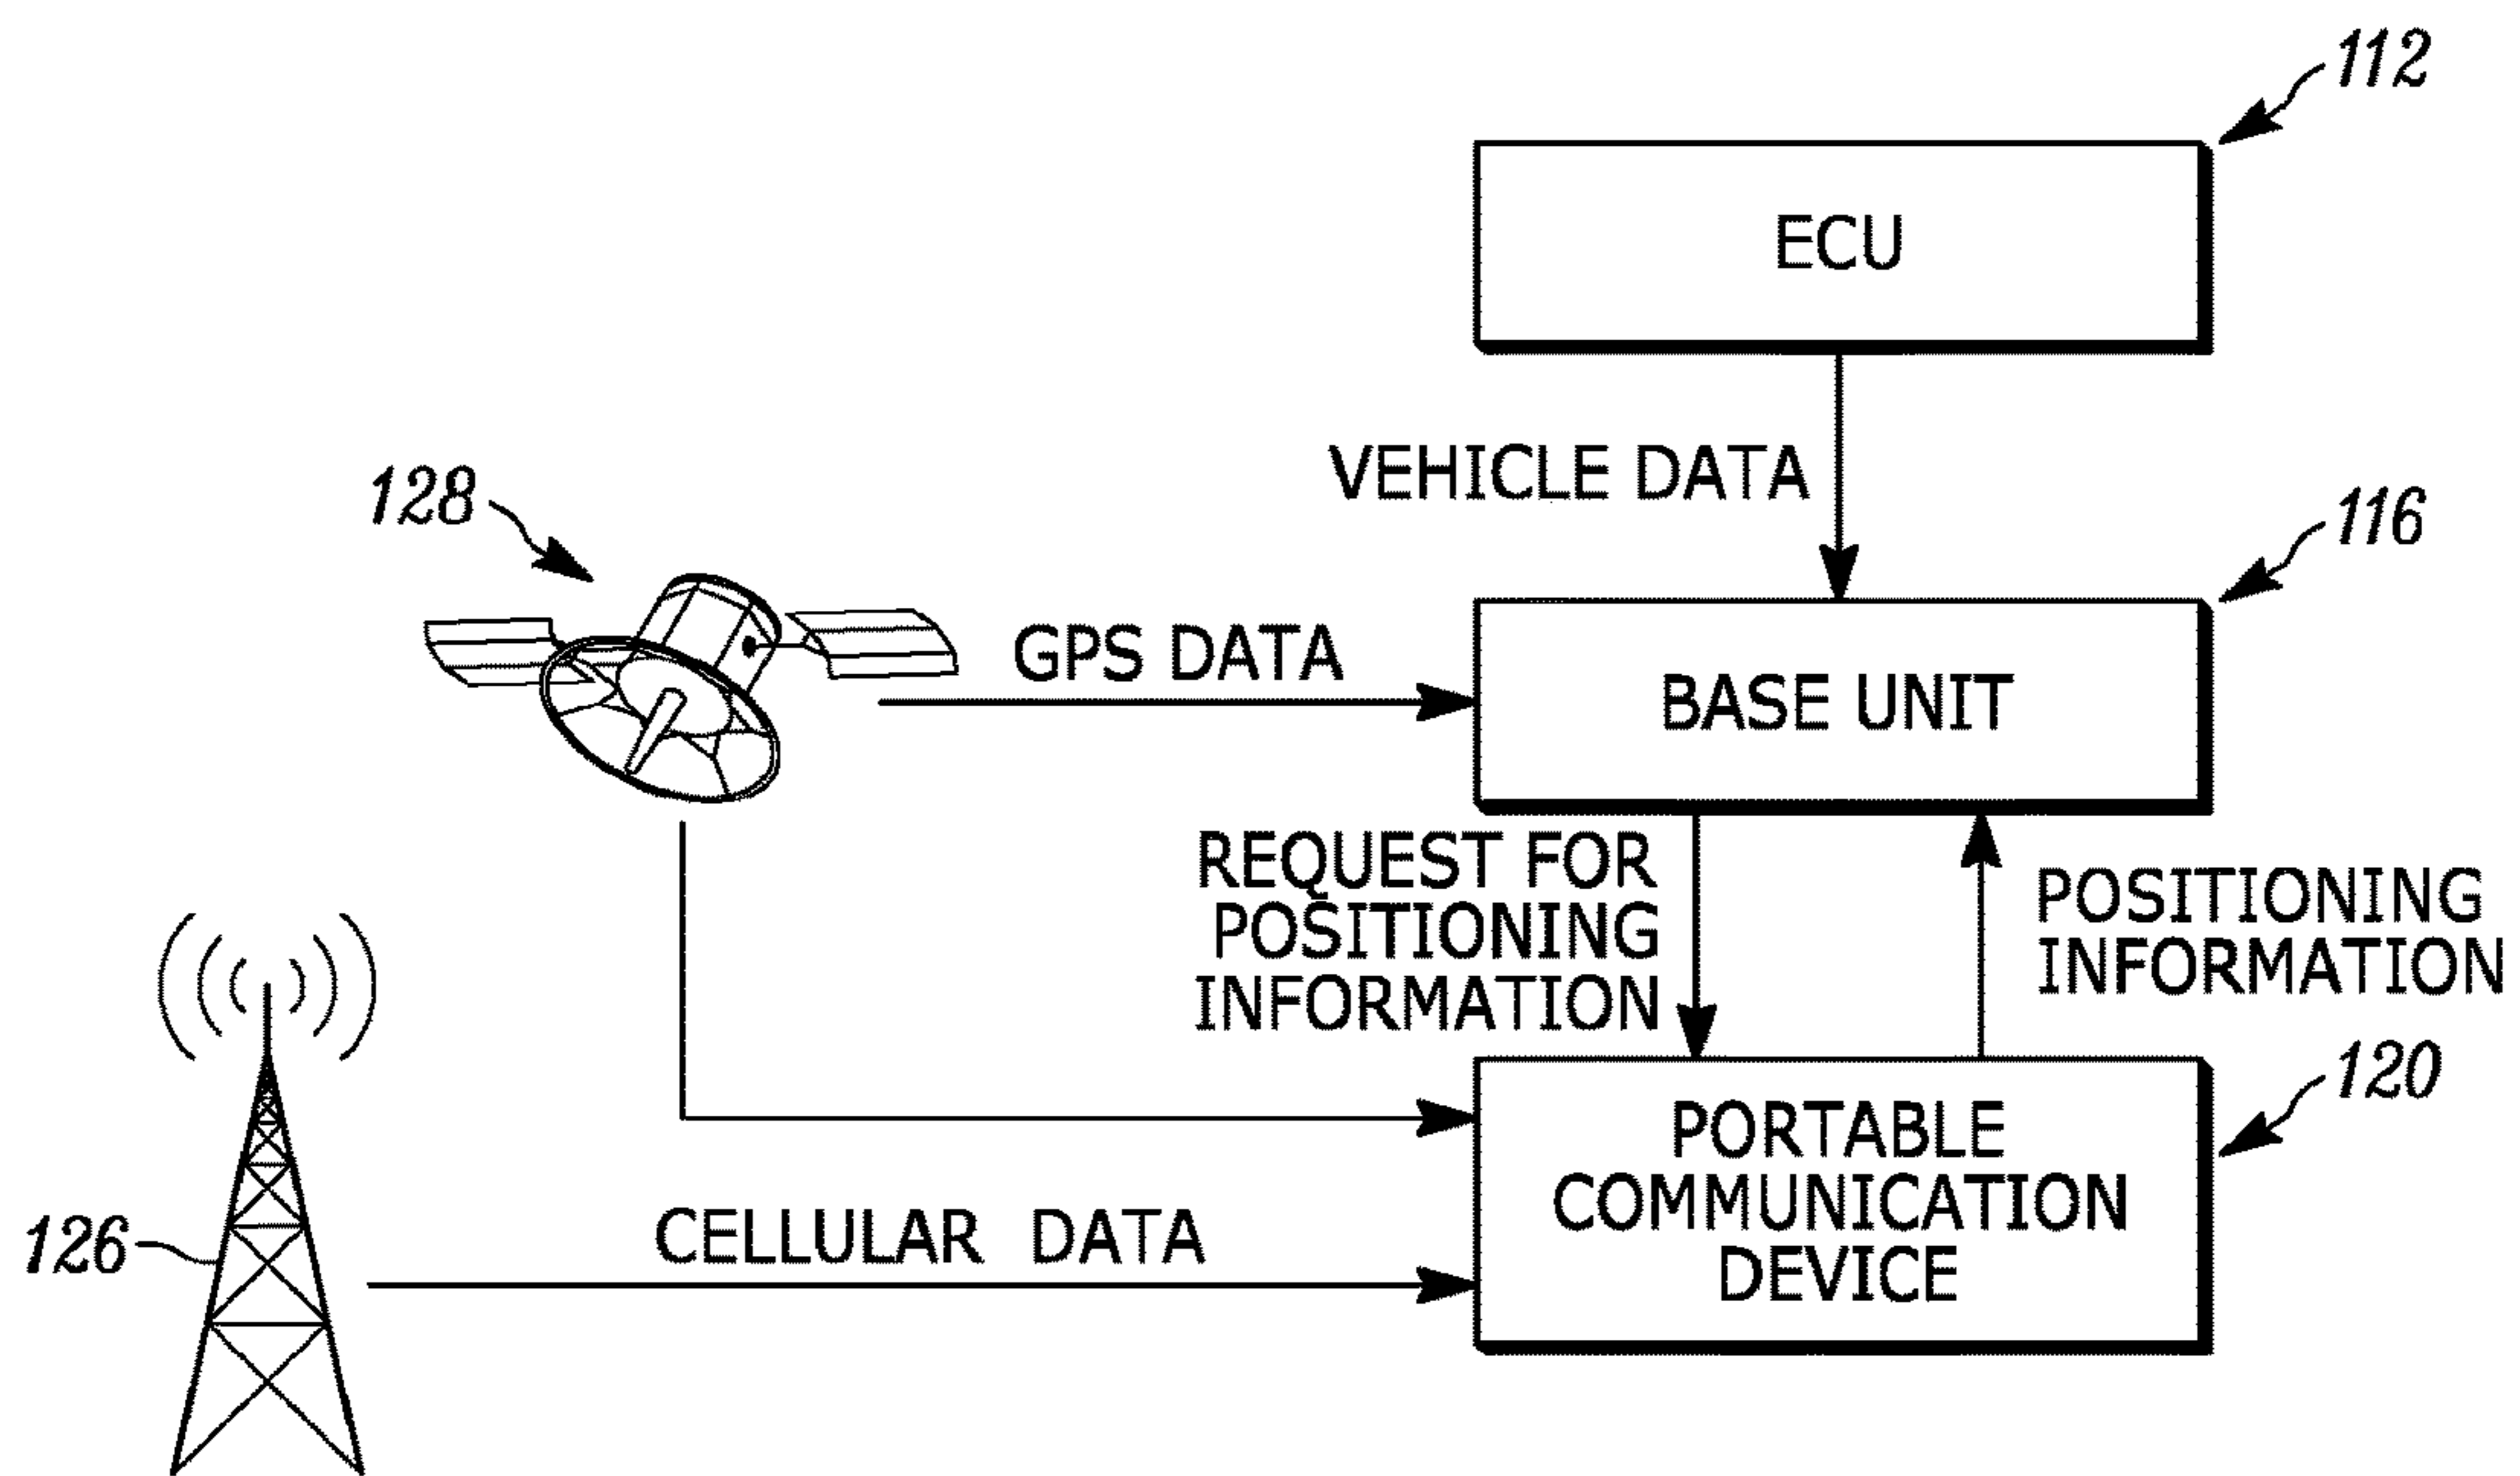 112
ECU
VEHICLE DATA
128
116
GPS DATA
BASE UNIT
REQUEST FOR
POSITIONING
INFORMATION
POSITIONING
INFORMATION
120
PORTABLE
COMMUNICATION
DEVICE
126
CELLULAR DATA